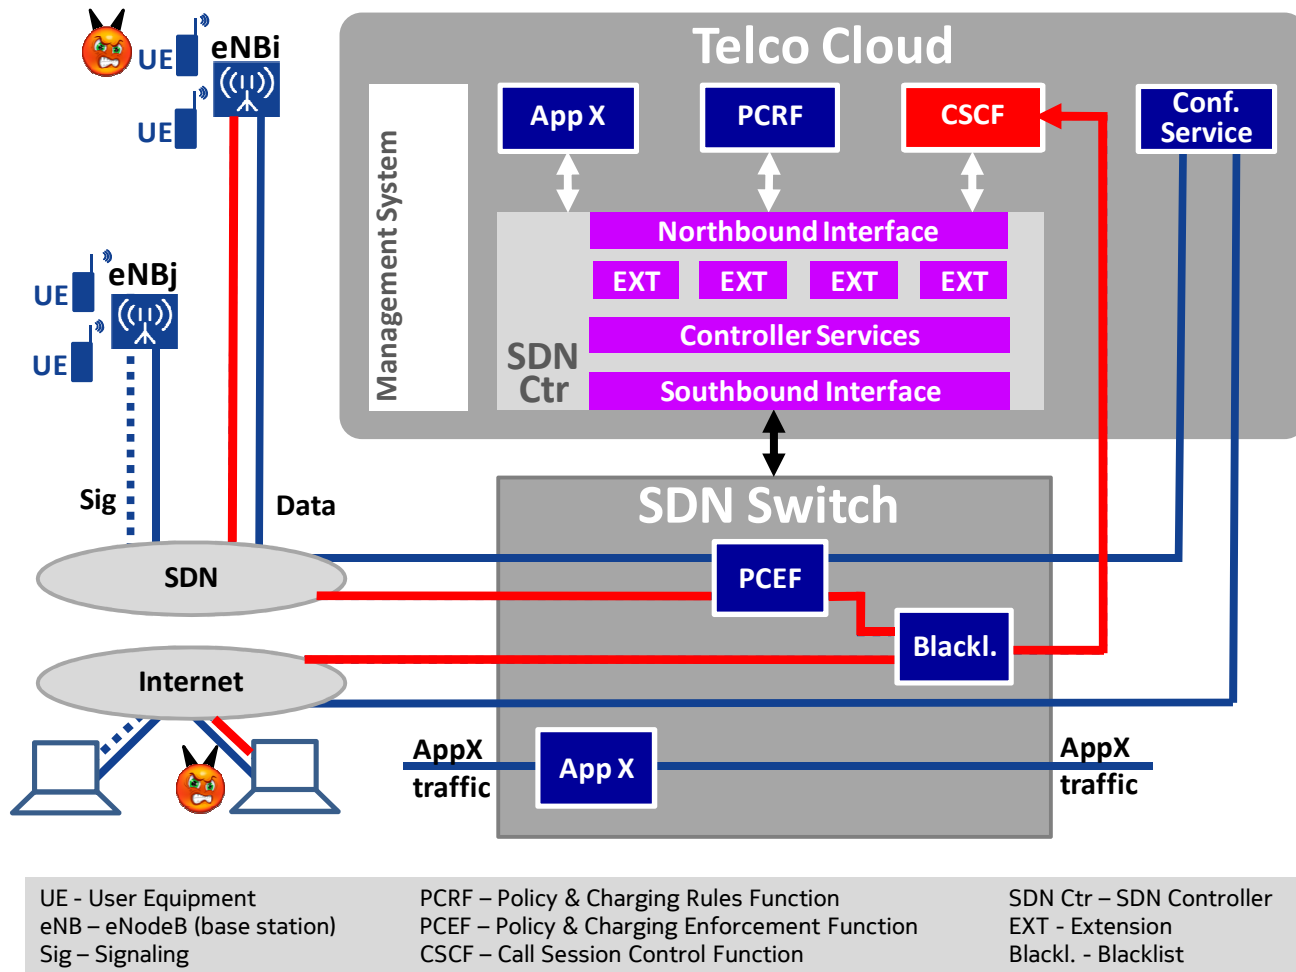 Telco Cloud
UE
eNBi
UE
App X
PCRF
CSCF
Conf.
Service
Management System
Northbound Interface
EXT
EXT
EXT
EXT
Controller Services
SDN
Ctr
Southbound Interface
UE
eNBj
UE
Sig
Data
SDN Switch
SDN
PCEF
Blackl.
Internet
AppX
traffic
App X
AppX
traffic
UE - User Equipment
eNB – eNodeB (base station)
Sig – Signaling
PCRF – Policy & Charging Rules Function
PCEF – Policy & Charging Enforcement Function
CSCF – Call Session Control Function
SDN Ctr – SDN Controller
EXT - Extension
Blackl. - Blacklist